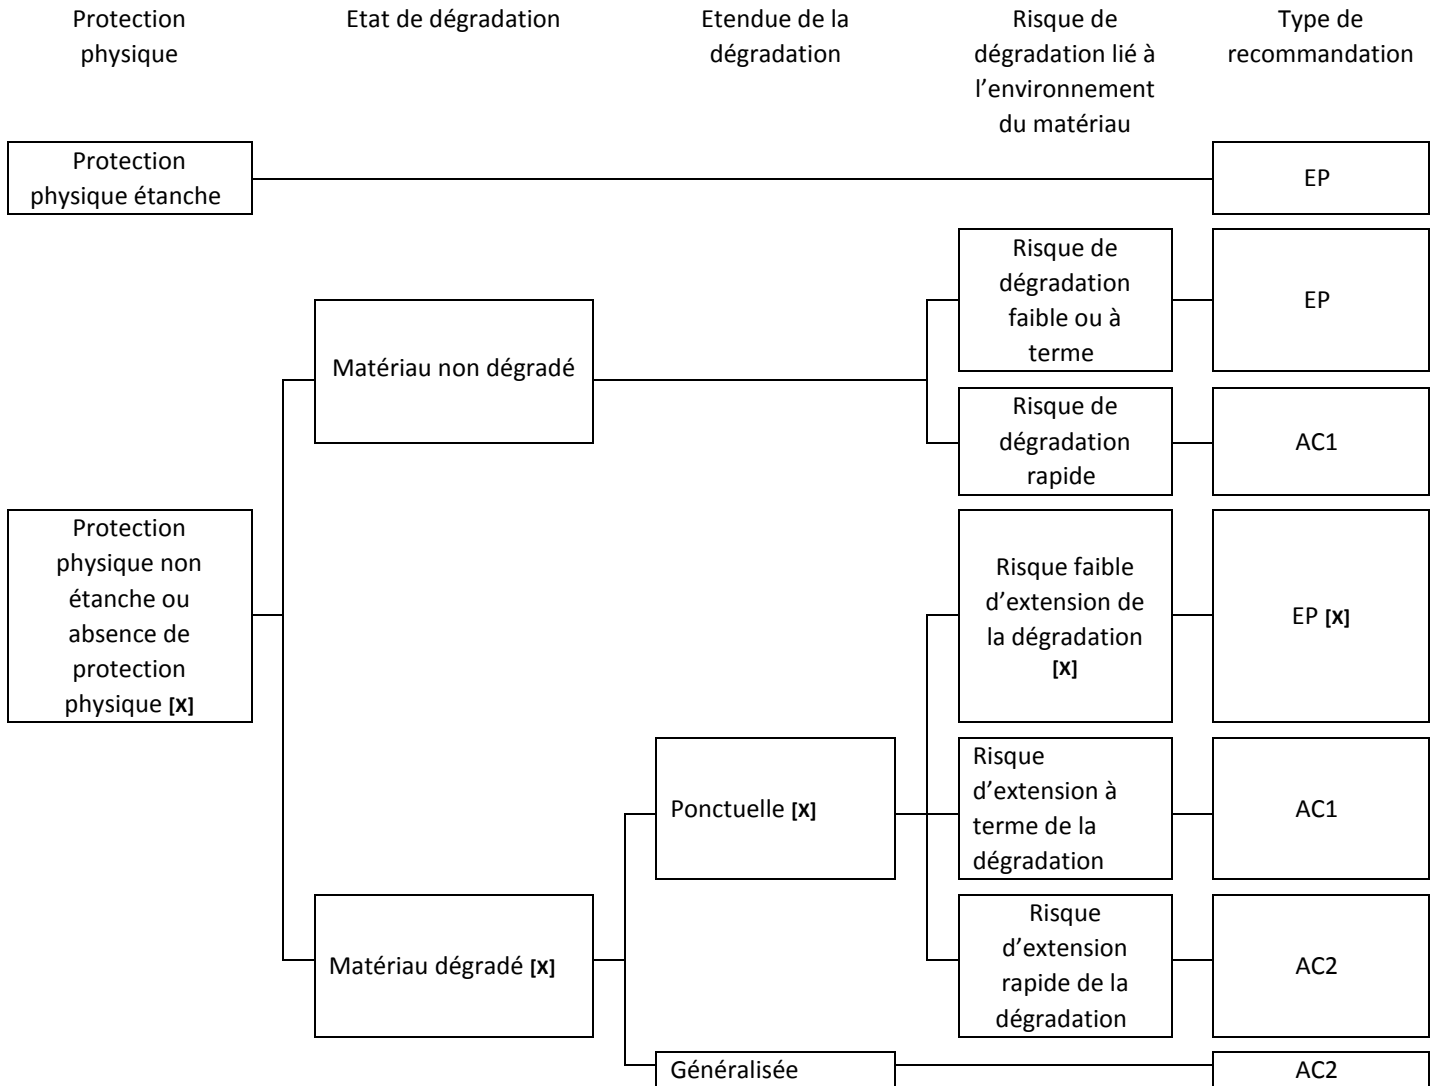 Protection
physique
Etat de dégradation
Etendue de la
dégradation
Risque de
dégradation lié à
l’environnement
du matériau
Type de
recommandation
Protection
physique étanche
EP
Risque de
dégradation
faible ou à
terme
EP
Matériau non dégradé
Risque de
dégradation
rapide
AC1
Protection
physique non
étanche ou
absence de
protection
physique [X]
Risque faible
d’extension de
la dégradation
[X]
EP [X]
Ponctuelle [X]
Risque
d’extension à
terme de la
dégradation
AC1
Matériau dégradé [X]
Risque
d’extension
rapide de la
dégradation
AC2
Généralisée
AC2